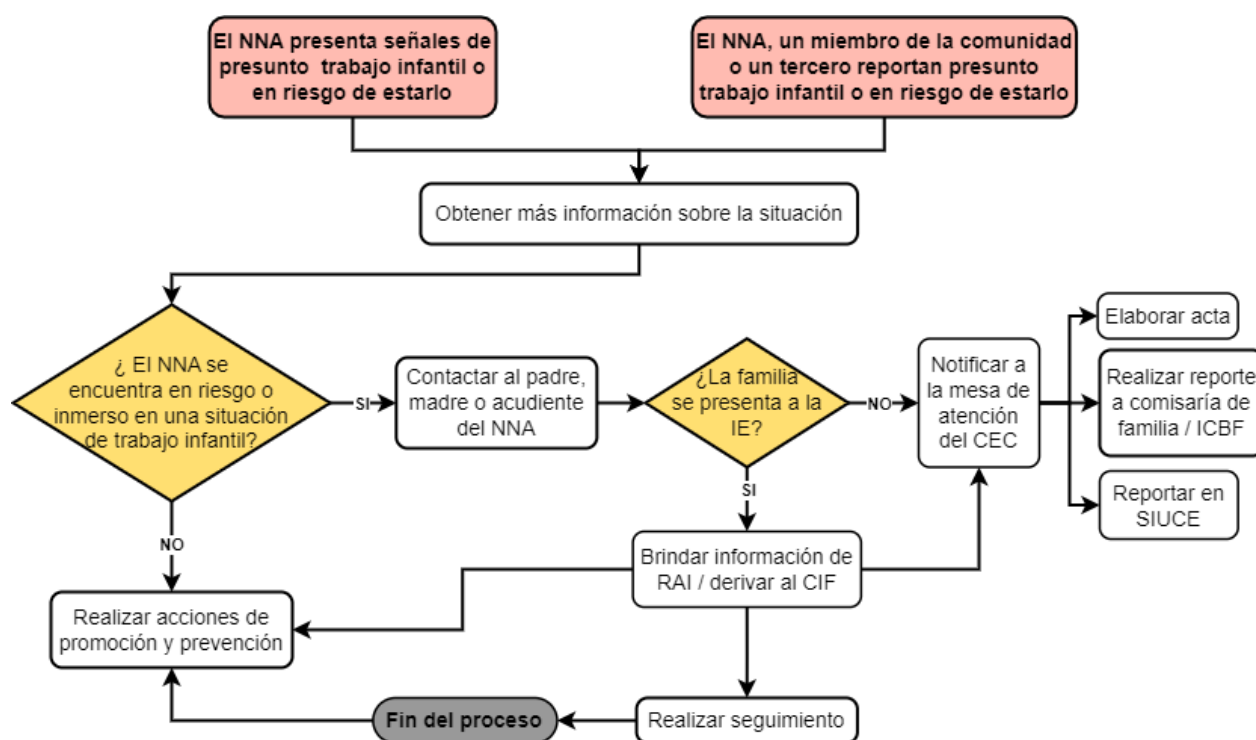 El NNA presenta señales de
presunto trabajo infantil o
en riesgo de estarlo
El NNA, un miembro de la comunidad
o un tercero reportan presunto
trabajo infantil o en riesgo de estarlo
Obtener más información sobre la situación
¿ El NNA se
encuentra en riesgo o
inmerso en una situación
de trabajo infantil?
SI
Contactar al padre,
madre o acudiente
del NNA
¿La familia
se presenta a la
IE?
NO
Notificar a
la mesa de
atención
del CEC
Elaborar acta
Realizar reporte
a comisaría de
familia / ICBF
Reportar en
SIUCE
NO
SI
Brindar información de
RAI / derivar al CIF
Realizar acciones de
promoción y prevención
Fin del proceso
Realizar seguimiento